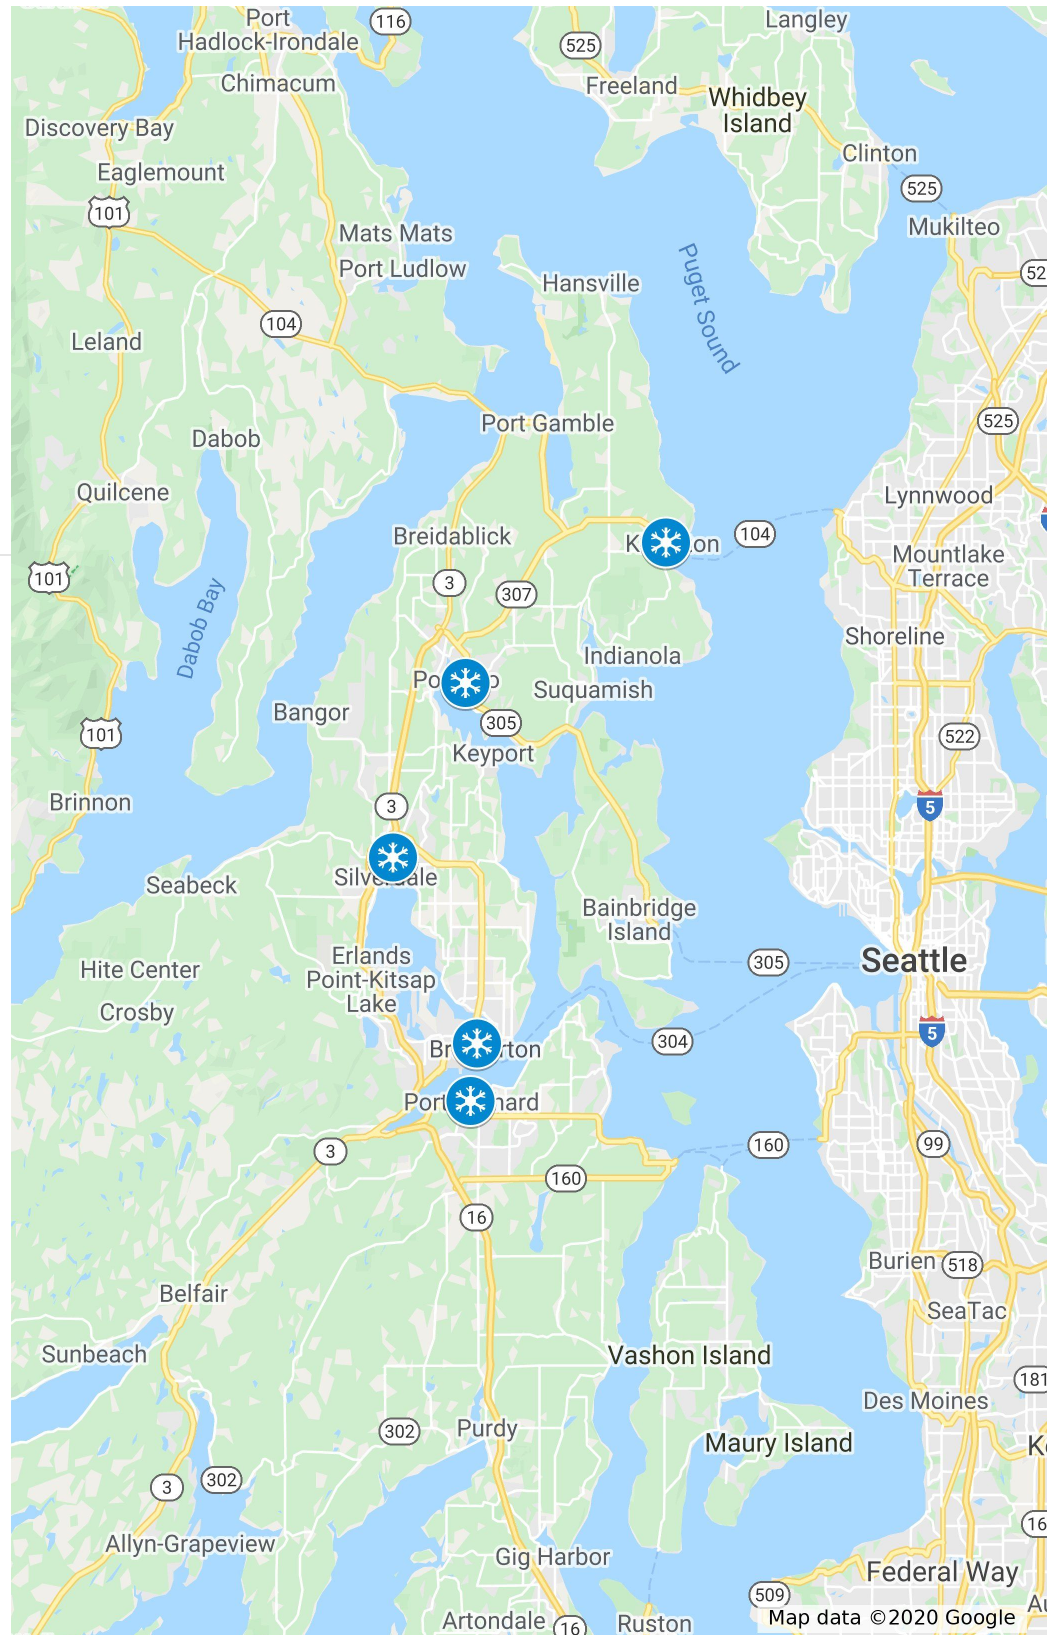 Port
Hadlock-Irondale
116
525
Langley
Chimacum
Freeland
Whidbey
Island
Discovery Bay
Clinton
Eaglemount
525
101
Mukilteo
Mats Mats
Port Ludlow
Puget Sound
Hansville
104
Leland
525
Port Gamble
Dabob
Quilcene
Lynnwood
Breidablick
104
Mountlake
Terrace
101
3
307
Dabob Bay
Shoreline
Indianola
Suquamish
Bangor
305
101
Keyport
522
Brinnon
3
5
Seabeck
Bainbridge
Island
Erlands
Point-Kitsap
Lake
Hite Center
305
Seattle
Crosby
304
5
Port
3
160
99
160
16
Burien
518
Belfair
SeaTac
Sunbeach
Vashon Island
181
Des Moines
302
Purdy
Maury Island
3
302
Allyn-Grapeview
Gig Harbor
Federal Way
509
Artondale
16
Ruston
Map data ©2020 Google